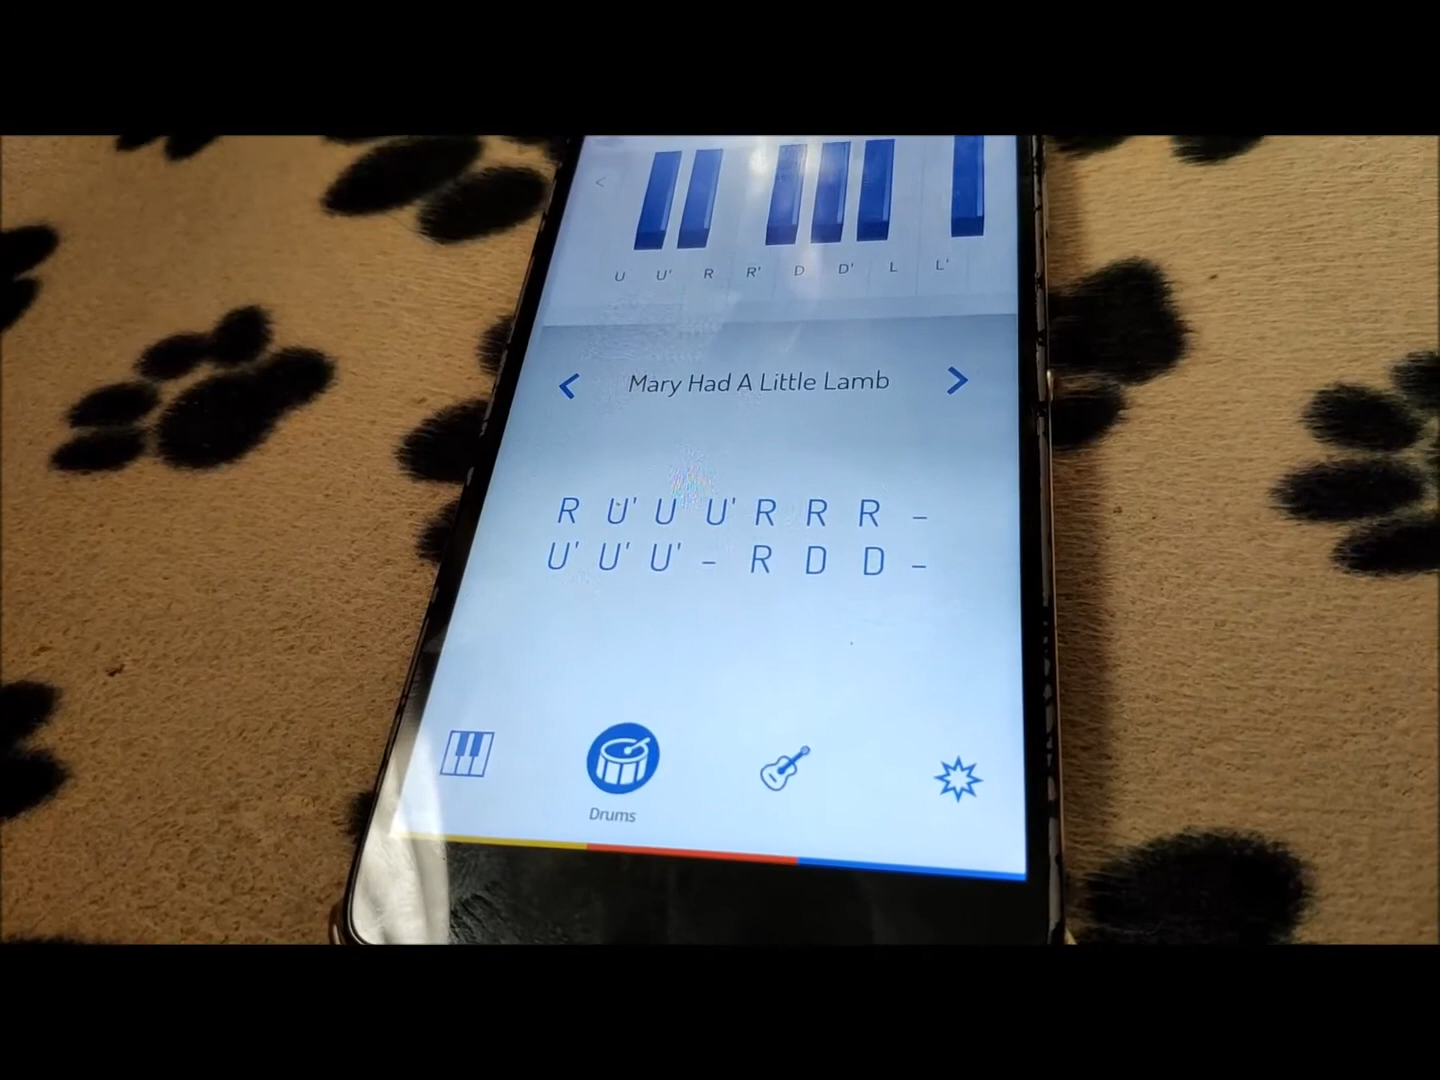 <
U U' R R' D D' L L'
< Mary Had A Little Lamb >
R U' U U' R R R –
U' U' U' – R D D –
Drums